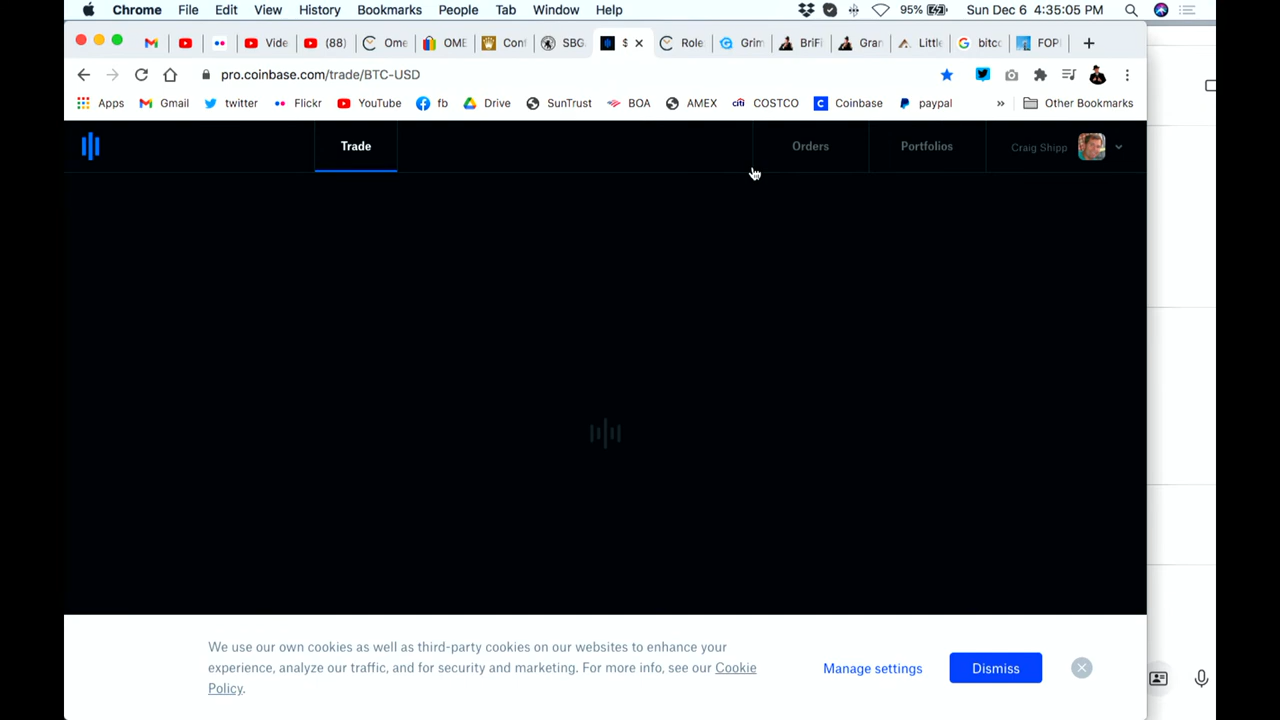 Chrome File Edit View History Bookmarks People Tab Window Help 95% Sun Dec 6 4:35:05 PM
Vide (88) Ome OME Conf SBG $ Role Grim BriFi Gran Little bitco FOP
pro.coinbase.com/trade/BTC-USD
Apps Gmail twitter Flickr YouTube fb Drive SunTrust BOA AMEX citi COSTCO Coinbase paypal » Other Bookmarks
Trade Orders Portfolios Craig Shipp
We use our own cookies as well as third-party cookies on our websites to enhance your
experience, analyze our traffic, and for security and marketing. For more info, see our Cookie
Policy.
Manage settings Dismiss